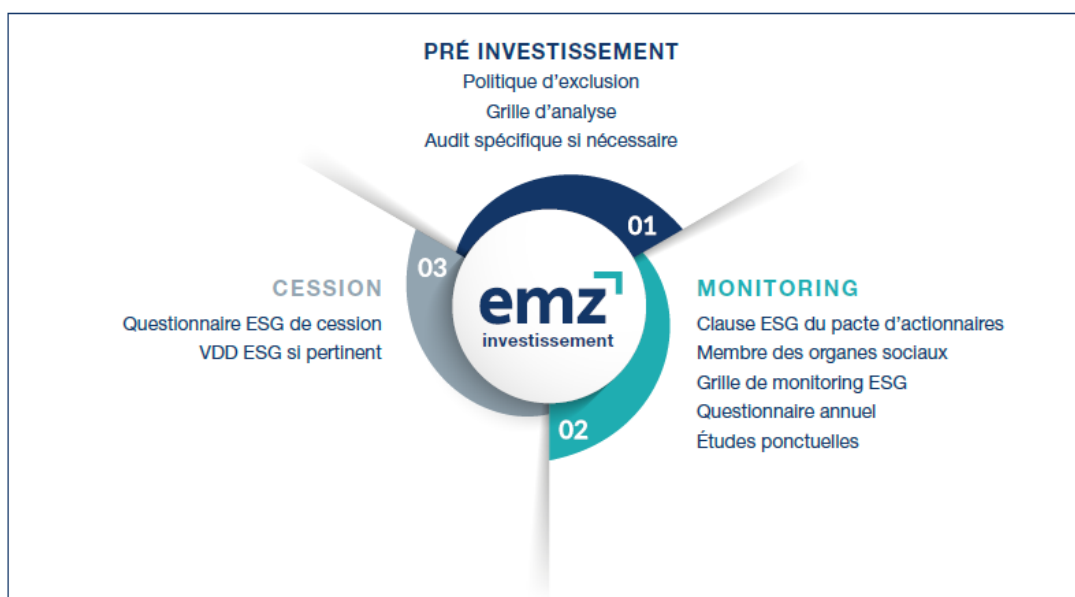 PRÉ INVESTISSEMENT
Politique d'exclusion
Grille d'analyse
Audit spécifique si nécessaire
01
03
CESSION
Questionnaire ESG de cession
VDD ESG si pertinent
emz
investissement
MONITORING
Clause ESG du pacte d'actionnaires
Membre des organes sociaux
Grille de monitoring ESG
Questionnaire annuel
Études ponctuelles
02